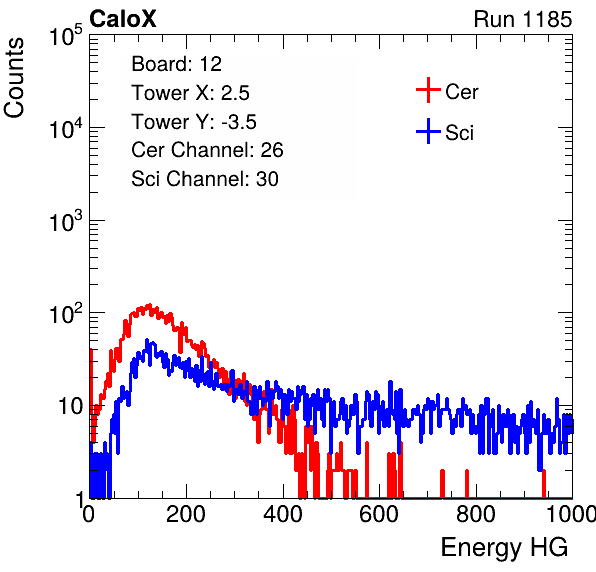 CaloX Run 1185
Counts
10^5
10^4
10^3
10^2
10
1
Board: 12
Tower X: 2.5
Tower Y: -3.5
Cer Channel: 26
Sci Channel: 30
Cer
Sci
0 200 400 600 800 1000
Energy HG